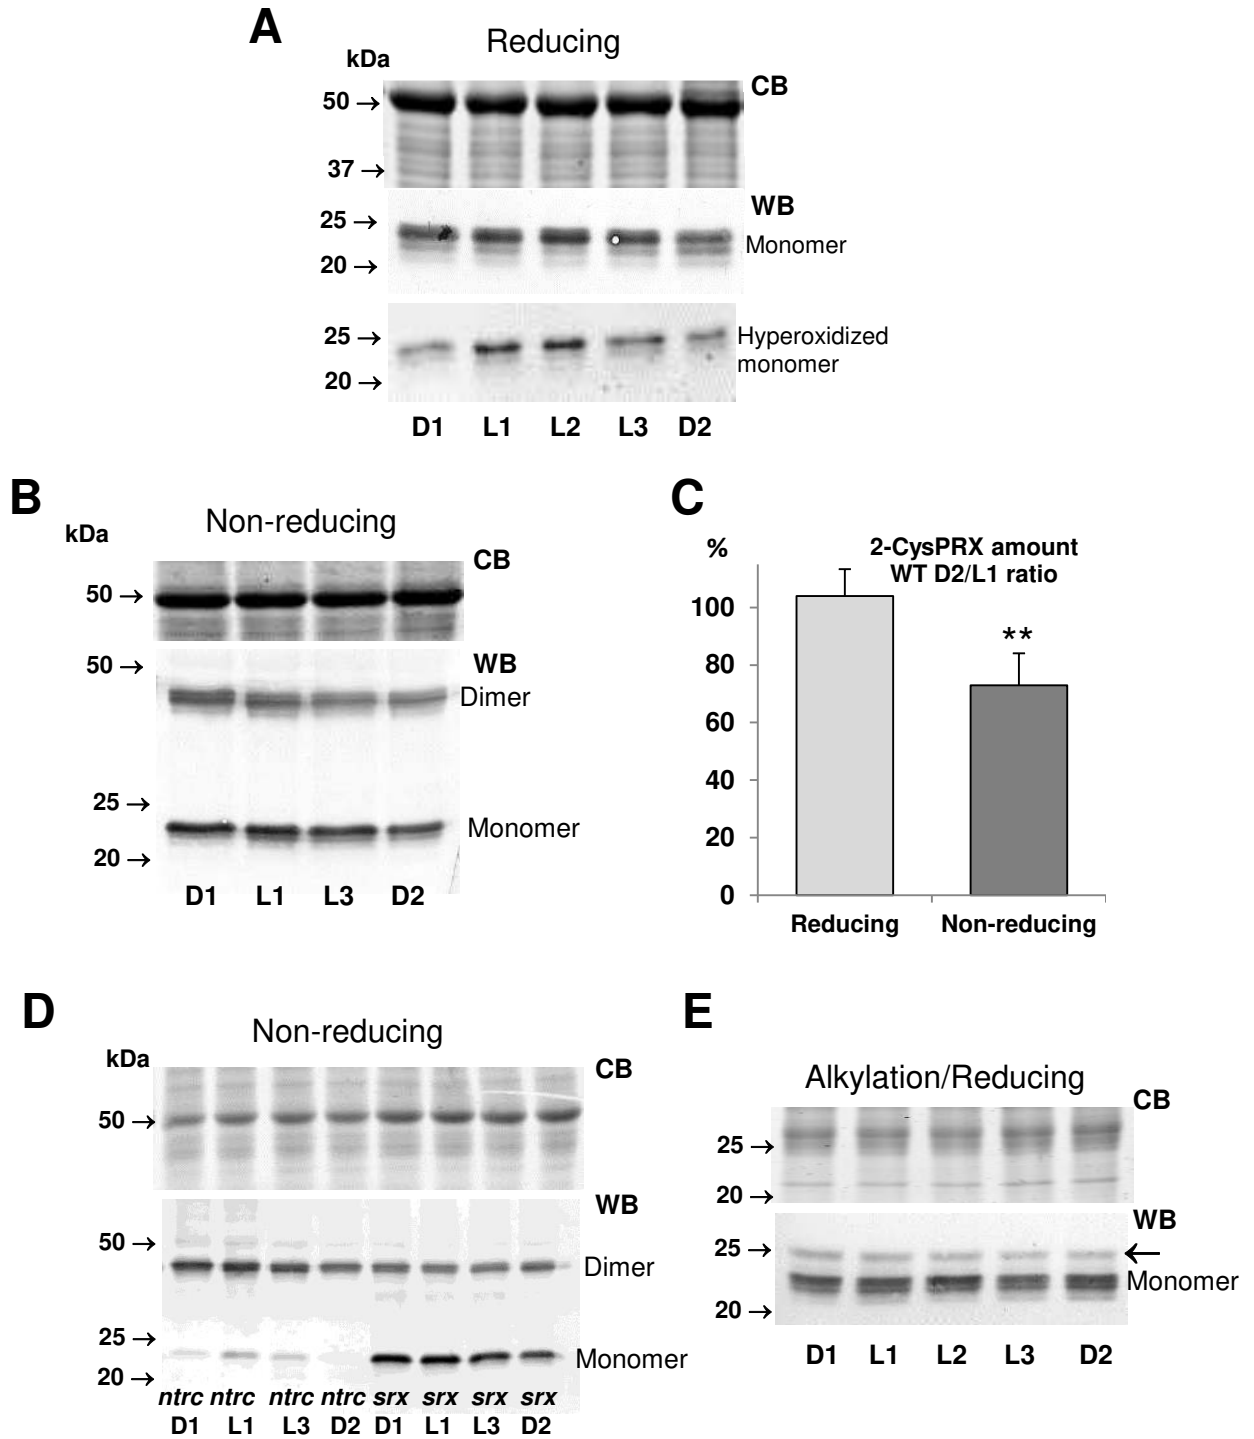 A
Reducing
kDa
CB
50 →
37 →
WB
25 →
Monomer
20 →
25 →
Hyperoxidized
monomer
20 →
D1 L1 L2 L3 D2
B
Non-reducing
kDa
CB
50 →
50 →
WB
Dimer
25 →
Monomer
20 →
D1 L1 L3 D2
C
%
2-CysPRX amount
WT D2/L1 ratio
100
**
80
60
40
20
0
Reducing Non-reducing
D
Non-reducing
kDa
CB
50 →
WB
50 →
Dimer
25 →
Monomer
20 →
ntrc ntrc ntrc ntrc srx srx srx srx
D1 L1 L3 D2 D1 L1 L3 D2
E
Alkylation/Reducing
CB
25 →
20 →
WB
25 →
←
Monomer
20 →
D1 L1 L2 L3 D2